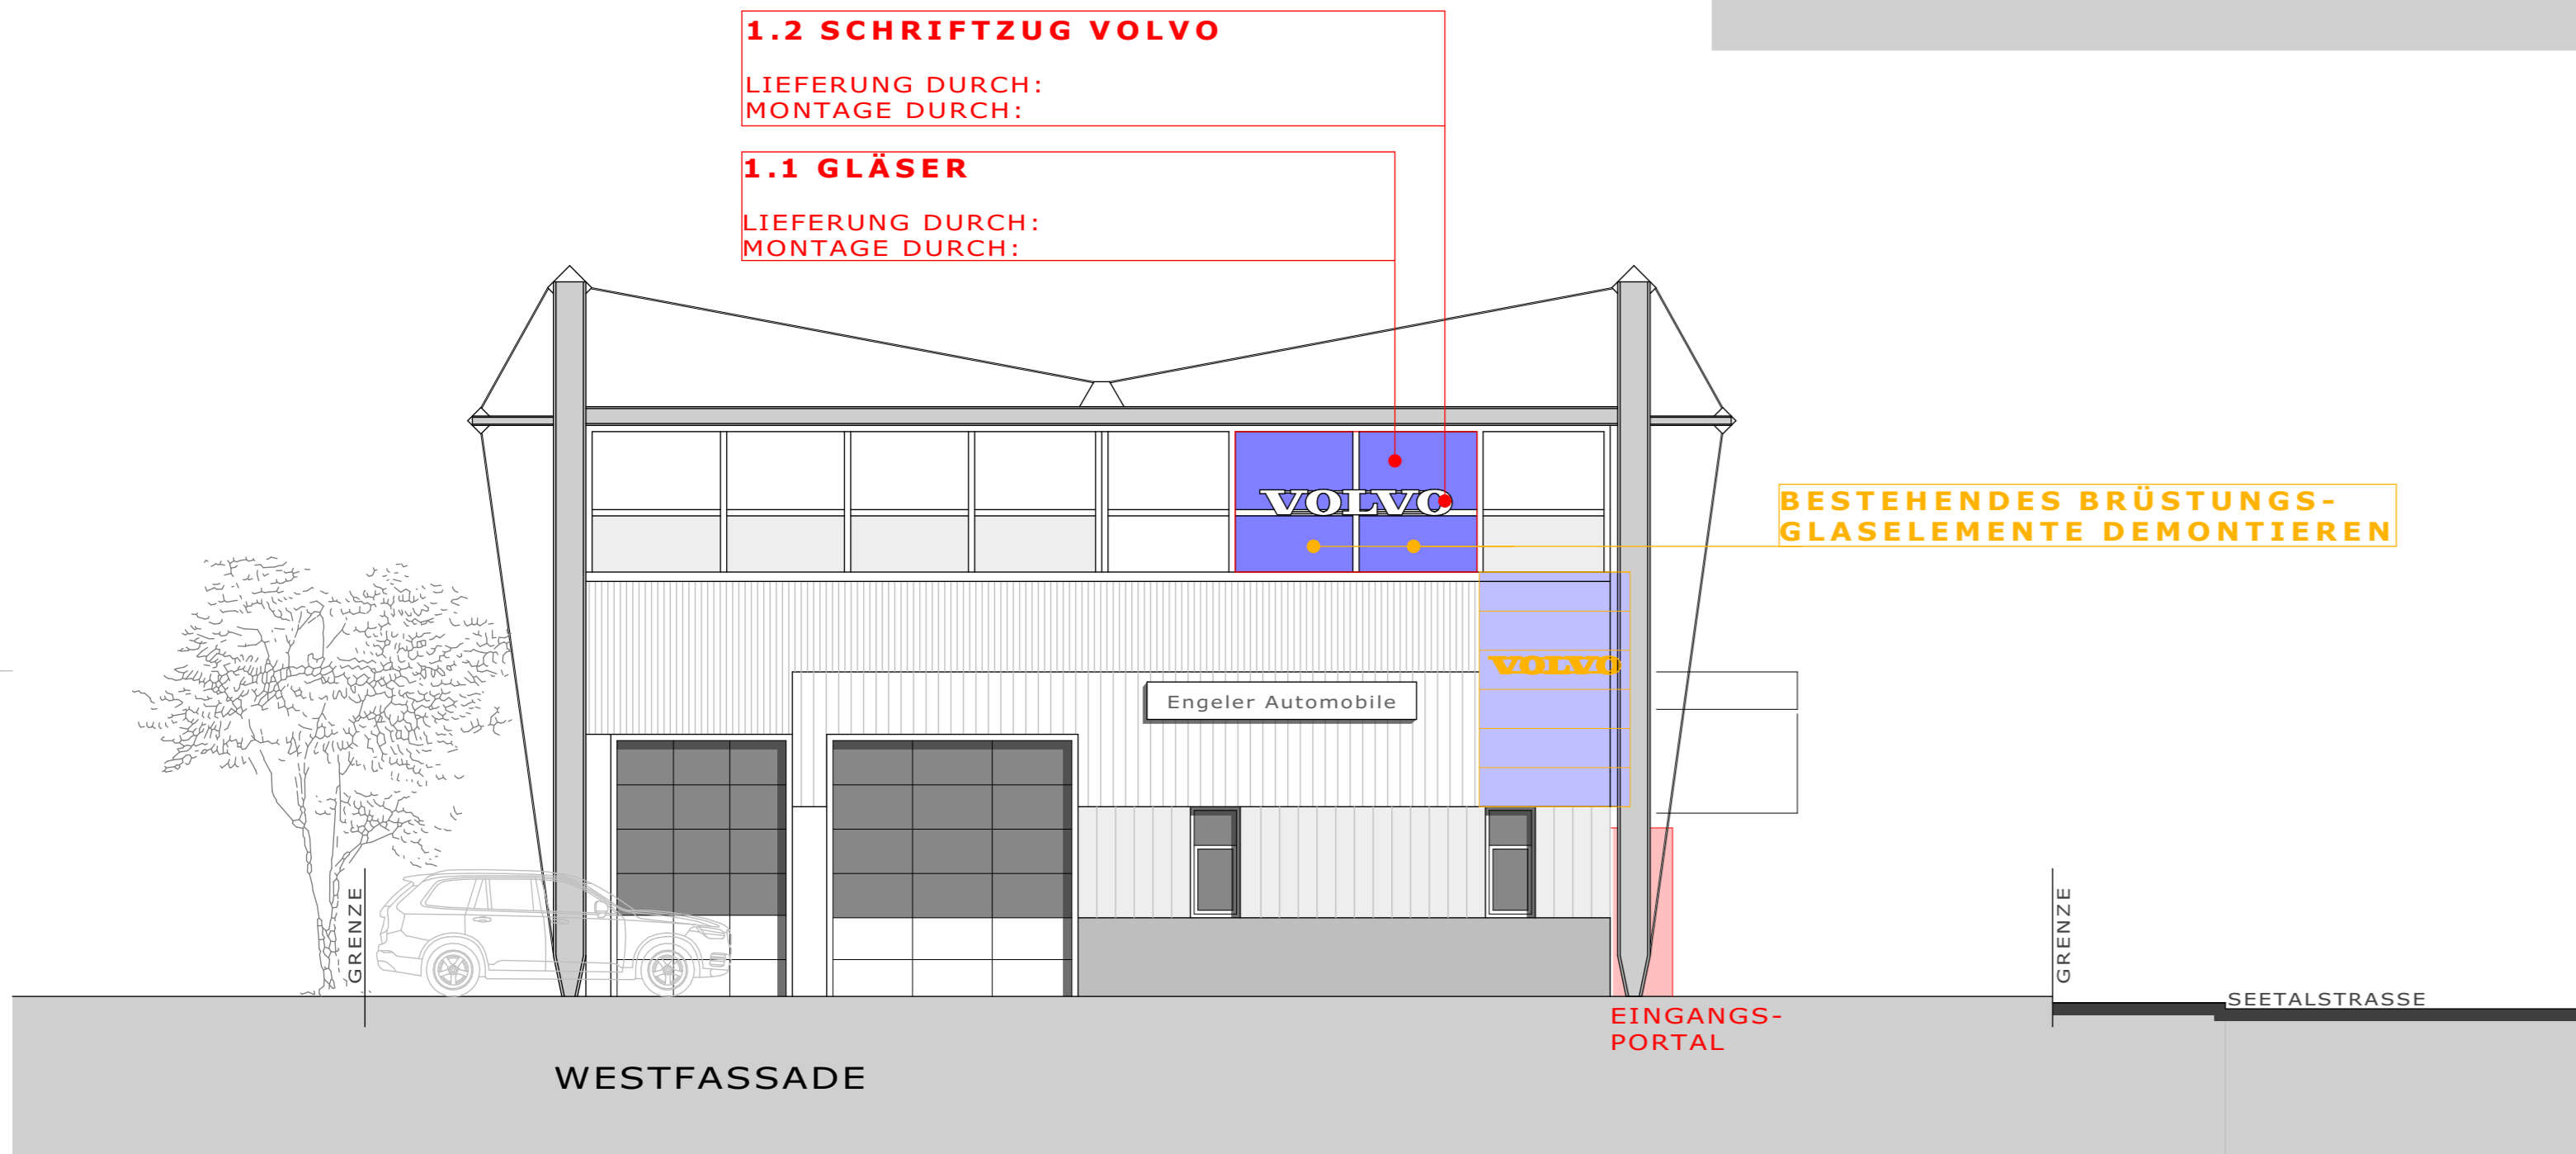 1.2 SCHRIFTZUG VOLVO
LIEFERUNG DURCH:
MONTAGE DURCH:
1.1 GLÄSER
LIEFERUNG DURCH:
MONTAGE DURCH:
VOLVO
BESTEHENDES BRÜSTUNGS-
GLASELEMENTE DEMONTIEREN
VOLVO
Engeler Automobile
GRENZE
GRENZE
SEETALSTRASSE
EINGANGS-
PORTAL
WESTFASSADE